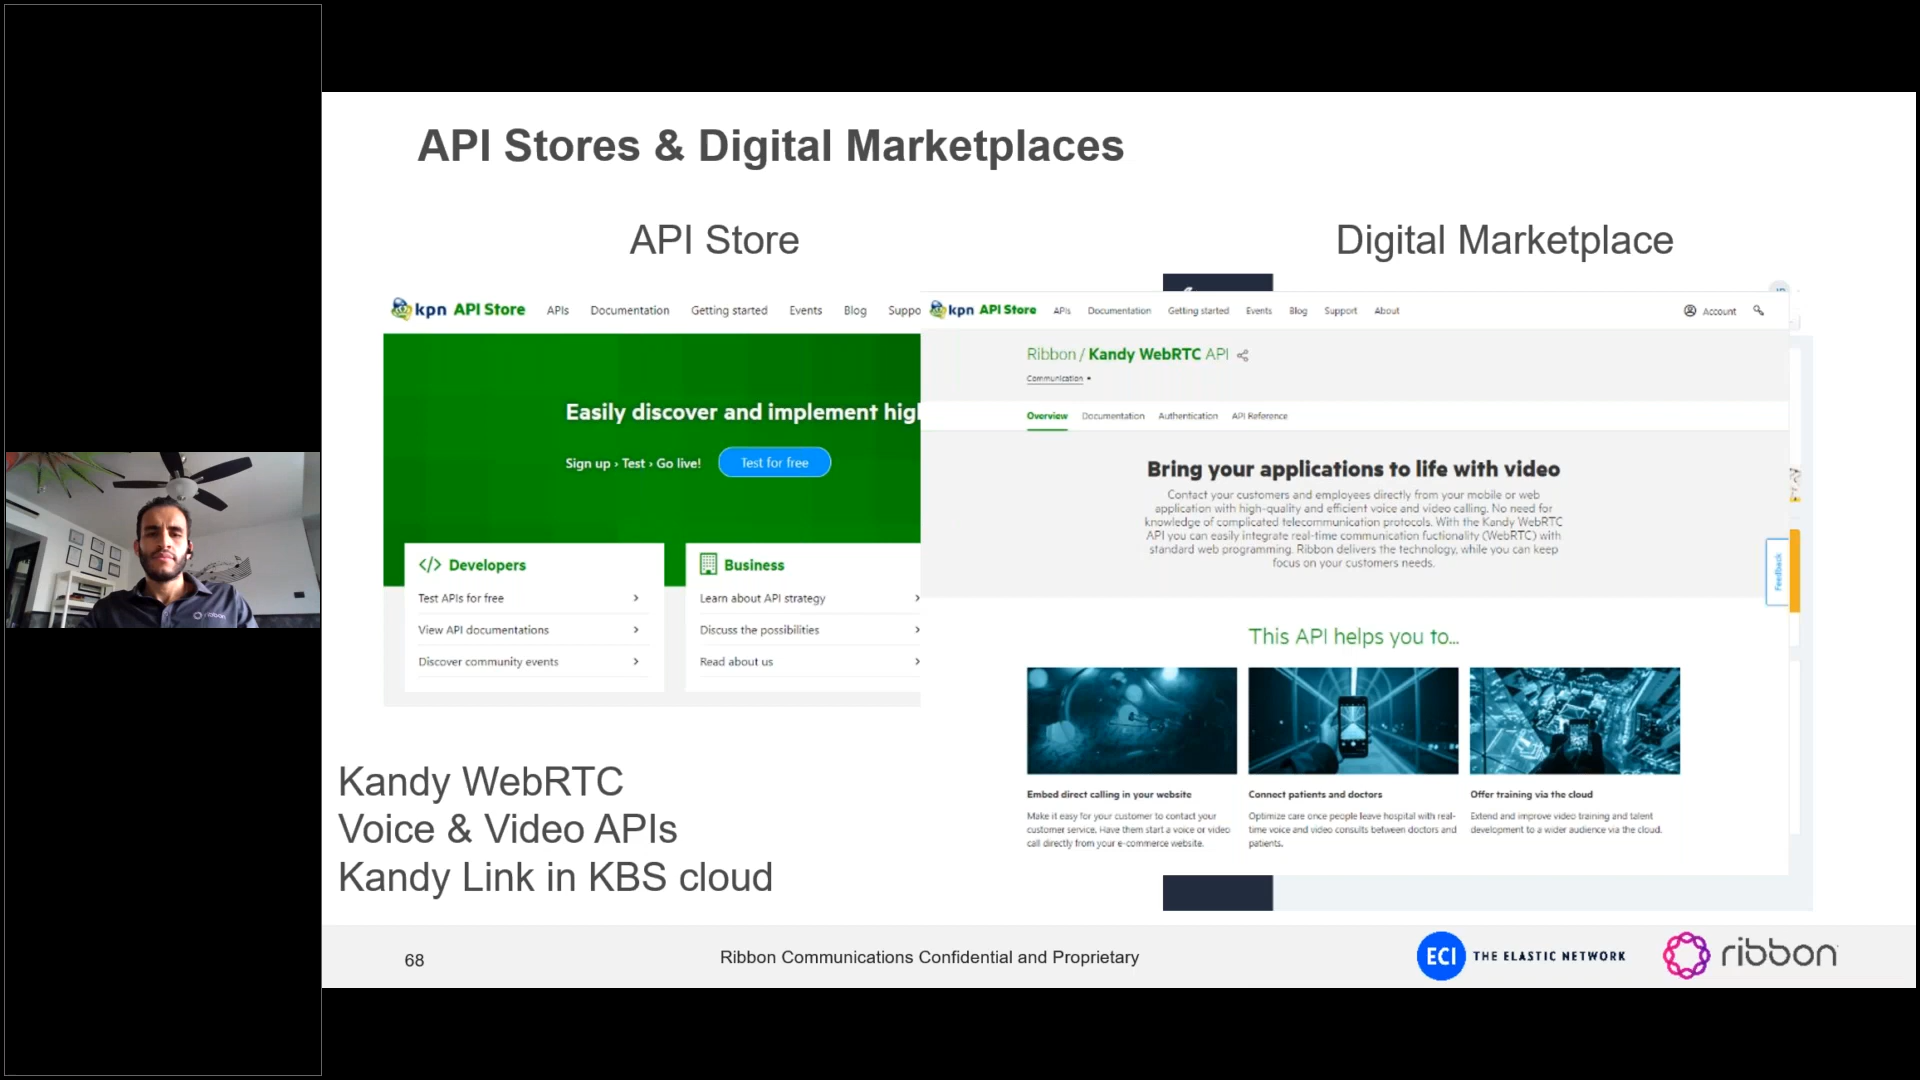 API Stores & Digital Marketplaces
API Store
Digital Marketplace
kpn API Store APIs Documentation Getting started Events Blog Suppo
Easily discover and implement higl
Sign up › Test › Go live! Test for free
</> Developers
Test APIs for free
View API documentations
Discover community events
Business
Learn about API strategy
Discuss the possibilities
Read about us
kpn API Store APIs Documentation Getting started Events Blog Support About Account
Ribbon / Kandy WebRTC API
Communication
Overview Documentation Authentication API Reference
Bring your applications to life with video
Contact your customers and employees directly from your mobile or web
application with high-quality and efficient voice and video calling. No need for
knowledge of complicated telecommunication protocols. With the Kandy WebRTC
API you can easily integrate real-time communication fuctionality (WebRTC) with
standard web programming. Ribbon delivers the technology, while you can keep
focus on your customers needs.
Feedback
This API helps you to...
Embed direct calling in your website
Make it easy for your customer to contact your
customer service. Have them start a voice or video
call directly from your e-commerce website.
Connect patients and doctors
Optimize care once people leave hospital with real-
time voice and video consults between doctors and
patients.
Offer training via the cloud
Extend and improve video training and talent
development to a wider audience via the cloud.
Kandy WebRTC
Voice & Video APIs
Kandy Link in KBS cloud
68
Ribbon Communications Confidential and Proprietary
ECI THE ELASTIC NETWORK
ribbon
ribbon